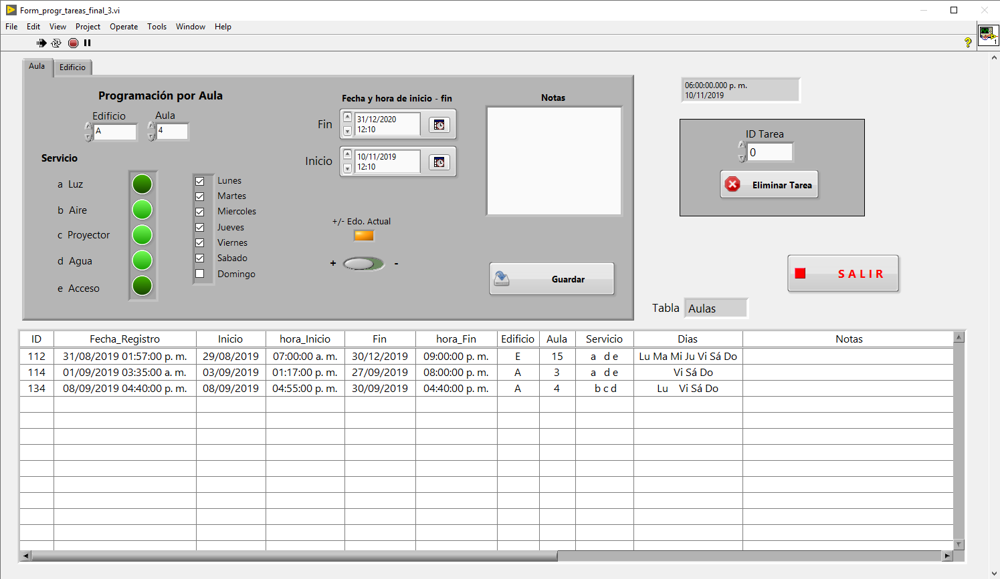 Form_progr_tareas_final_3.vi
File Edit View Project Operate Tools Window Help
1
Aula Edificio
Programación por Aula
Edificio Aula
A 4
Servicio
a Luz
b Aire
c Proyector
d Agua
e Acceso
Lunes
Martes
Miercoles
Jueves
Viernes
Sabado
Domingo
Fecha y hora de inicio - fin
Fin
31/12/2020
12:10
Inicio
10/11/2019
12:10
+/- Edo. Actual
+ -
Notas
Guardar
06:00:00.000 p. m.
10/11/2019
ID Tarea
0
Eliminar Tarea
S A L I R
Tabla Aulas
ID Fecha_Registro Inicio hora_Inicio Fin hora_Fin Edificio Aula Servicio Dias Notas
112 31/08/2019 01:57:00 p. m. 29/08/2019 07:00:00 a. m. 30/12/2019 09:00:00 p. m. E 15 a d e Lu Ma Mi Ju Vi Sá Do
114 01/09/2019 03:35:00 a. m. 03/09/2019 01:17:00 p. m. 27/09/2019 08:00:00 p. m. A 3 a d e Vi Sá Do
134 08/09/2019 04:40:00 p. m. 08/09/2019 04:55:00 p. m. 30/09/2019 04:40:00 p. m. A 4 b c d Lu Vi Sá Do